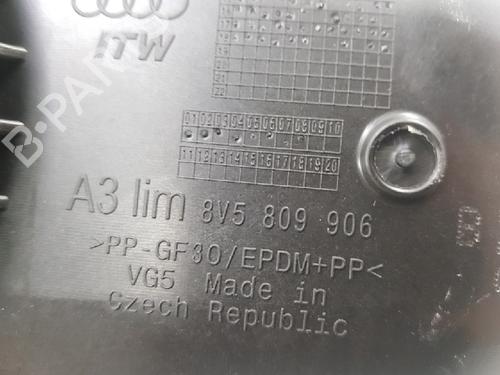 ITW
01 02 03 04 05 06 07 08 09 10
11 12 13 14 15 16 17 18 19 20
A3 lim 8V5 809 906
>PP-GF30/EPDM+PP<
VG5 Made in
Czech Republic